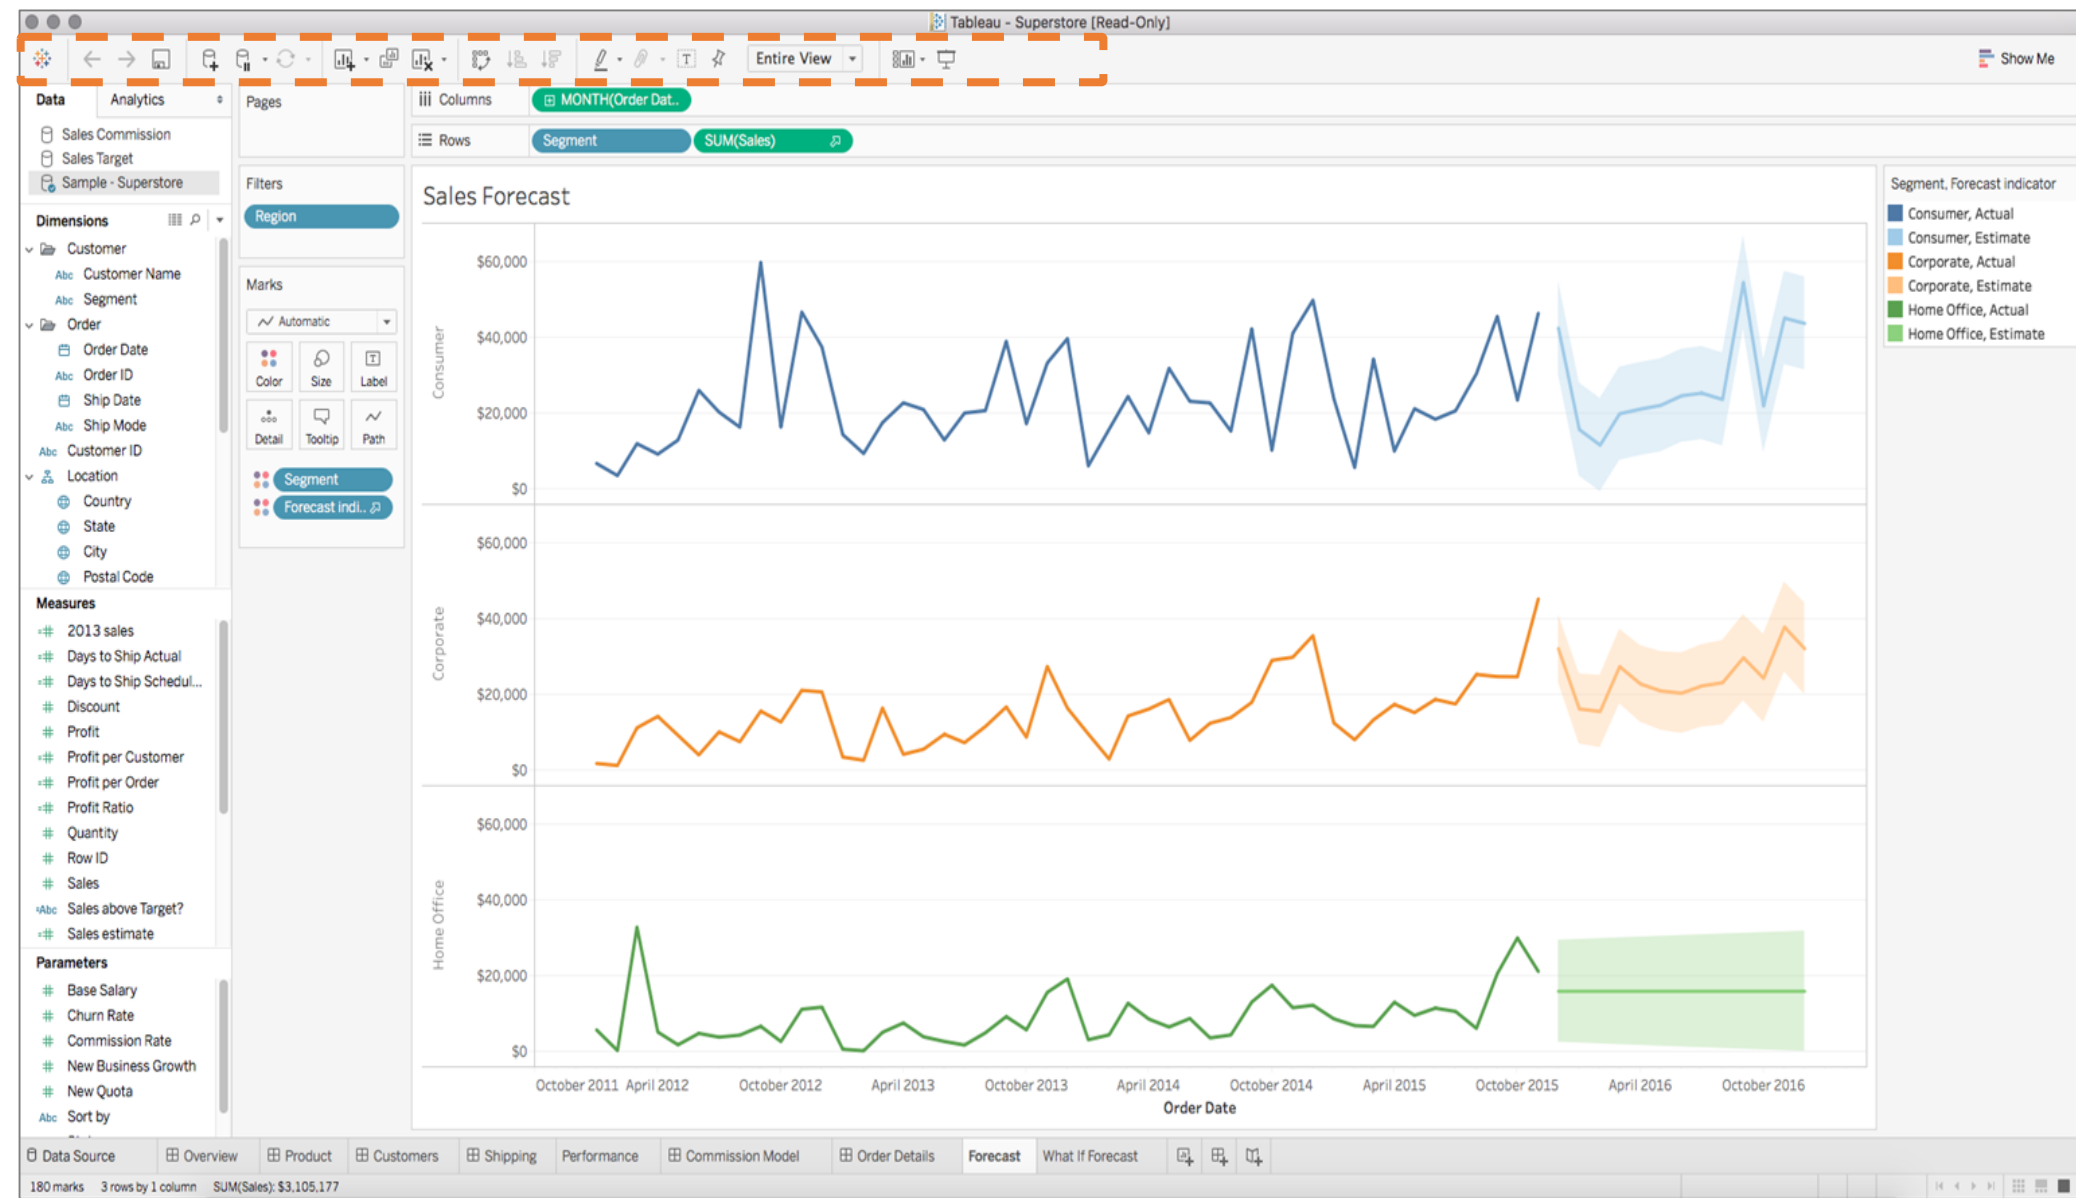 Tableau - Superstore [Read-Only]
Entire View
Show Me
Data
Analytics
Sales Commission
Sales Target
Sample - Superstore
Dimensions
Customer
Abc Customer Name
Abc Segment
Order
Order Date
Abc Order ID
Ship Date
Abc Ship Mode
Abc Customer ID
Location
Country
State
City
Postal Code
Measures
=# 2013 sales
=# Days to Ship Actual
=# Days to Ship Schedul...
# Discount
# Profit
=# Profit per Customer
=# Profit per Order
=# Profit Ratio
# Quantity
# Row ID
# Sales
=Abc Sales above Target?
=# Sales estimate
Parameters
# Base Salary
# Churn Rate
# Commission Rate
# New Business Growth
# New Quota
Abc Sort by
Pages
Filters
Region
Marks
Automatic
Color
Size
Label
Detail
Tooltip
Path
Segment
Forecast indi..
Columns
MONTH(Order Dat..
Rows
Segment
SUM(Sales)
Sales Forecast
Consumer
$60,000
$40,000
$20,000
$0
Corporate
$60,000
$40,000
$20,000
$0
Home Office
$60,000
$40,000
$20,000
$0
October 2011 April 2012 October 2012 April 2013 October 2013 April 2014 October 2014 April 2015 October 2015 April 2016 October 2016
Order Date
Segment, Forecast indicator
Consumer, Actual
Consumer, Estimate
Corporate, Actual
Corporate, Estimate
Home Office, Actual
Home Office, Estimate
Data Source Overview Product Customers Shipping Performance Commission Model Order Details Forecast What If Forecast
180 marks 3 rows by 1 column SUM(Sales): $3,105,177